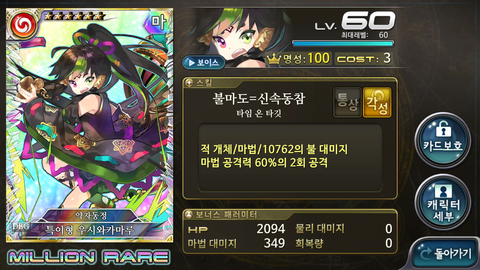 마
약자동정
특이형 우시와카마루
MILLION RARE
LV. 60
최대레벨: 60
보이스
명성:100 COST: 3
스킬
불마도=신속동참
타임 온 타깃
통상
각성
적 개체/마법/10762의 불 대미지
마법 공격력 60%의 2회 공격
보너스 패러미터
HP 2094 물리 대미지 0
마법 대미지 349 회복량 0
카드보호
캐릭터
세부
돌아가기